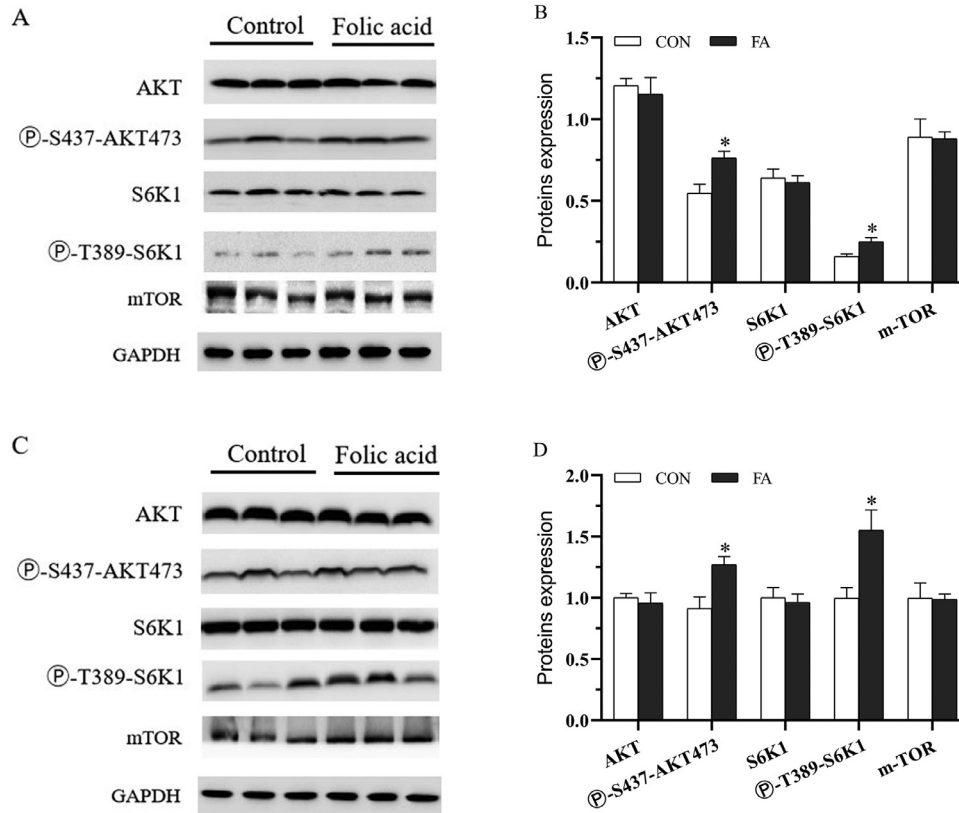 A
Control Folic acid
AKT
Ⓟ-S437-AKT473
S6K1
Ⓟ-T389-S6K1
mTOR
GAPDH
B
CON FA
Proteins expression
1.5
1.0
0.5
0.0
* *
AKT Ⓟ-S437-AKT473 S6K1 Ⓟ-T389-S6K1 m-TOR
C
Control Folic acid
AKT
Ⓟ-S437-AKT473
S6K1
Ⓟ-T389-S6K1
mTOR
GAPDH
D
CON FA
Proteins expression
2.0
1.5
1.0
0.5
0.0
* *
AKT Ⓟ-S437-AKT473 S6K1 Ⓟ-T389-S6K1 m-TOR